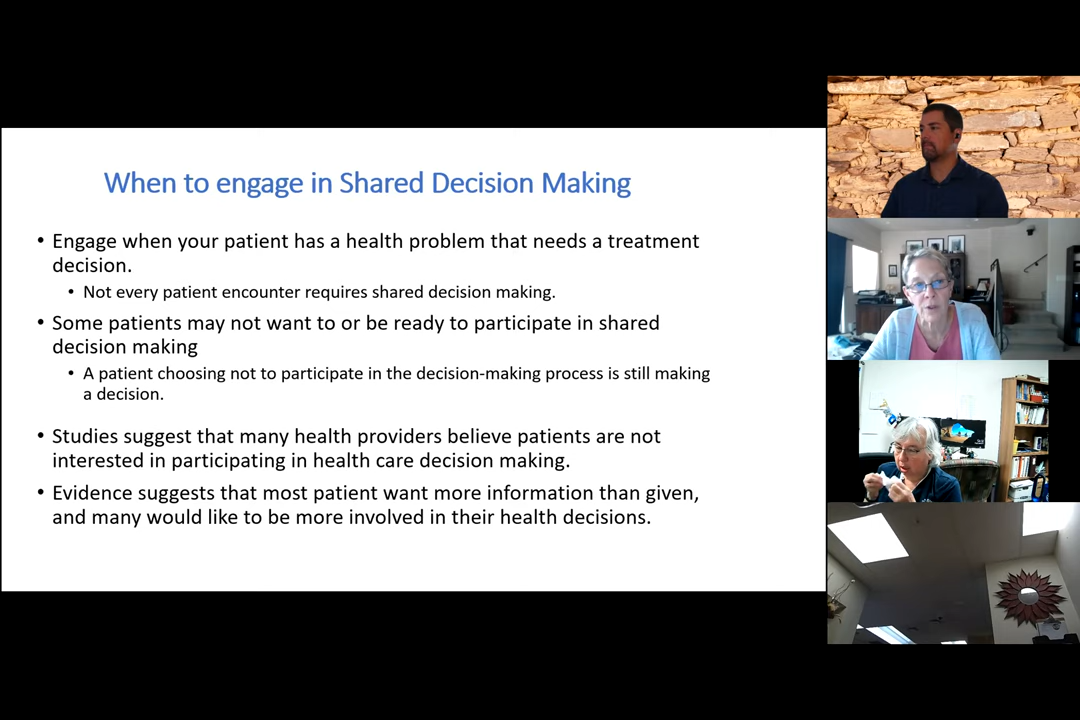 When to engage in Shared Decision Making
• Engage when your patient has a health problem that needs a treatment
decision.
• Not every patient encounter requires shared decision making.
• Some patients may not want to or be ready to participate in shared
decision making
• A patient choosing not to participate in the decision-making process is still making
a decision.
• Studies suggest that many health providers believe patients are not
interested in participating in health care decision making.
• Evidence suggests that most patient want more information than given,
and many would like to be more involved in their health decisions.